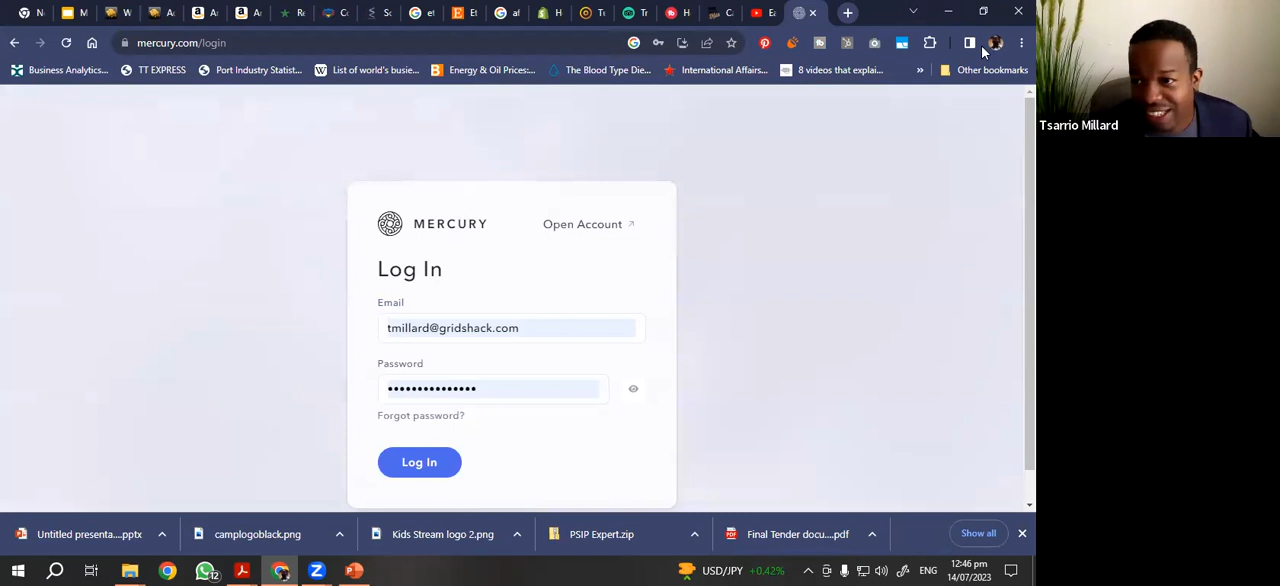 mercury.com/login
Business Analytics...
TT EXPRESS
Port Industry Statist...
List of world's busie...
Energy & Oil Prices:...
The Blood Type Die...
International Affairs...
8 videos that explai...
»
Other bookmarks
Tsarrio Millard
MERCURY
Open Account
Log In
Email
tmillard@gridshack.com
Password
•••••••••••••••
Forgot password?
Log In
Untitled presenta....pptx
camplogoblack.png
Kids Stream logo 2.png
PSIP Expert.zip
Final Tender docu....pdf
Show all
12
USD/JPY +0.42%
ENG
12:46 pm
14/07/2023